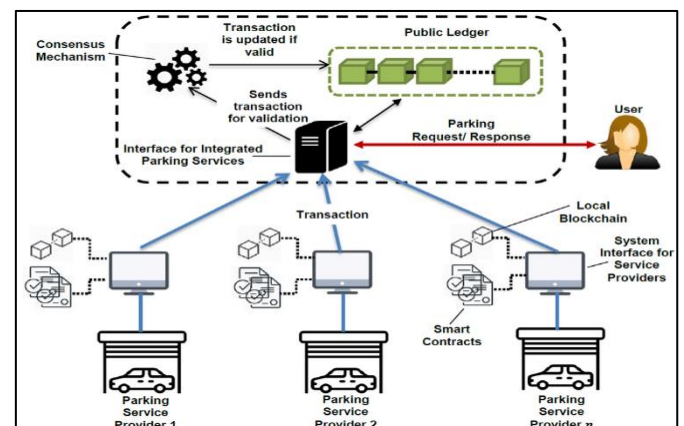 Transaction
is updated if
valid
Public Ledger
Consensus
Mechanism
Sends
transaction
for validation
User
Parking
Request/ Response
Interface for Integrated
Parking Services
Transaction
Local
Blockchain
System
Interface for
Service
Providers
Smart
Contracts
Parking
Service
Provider 1
Parking
Service
Provider 2
Parking
Service
Provider n